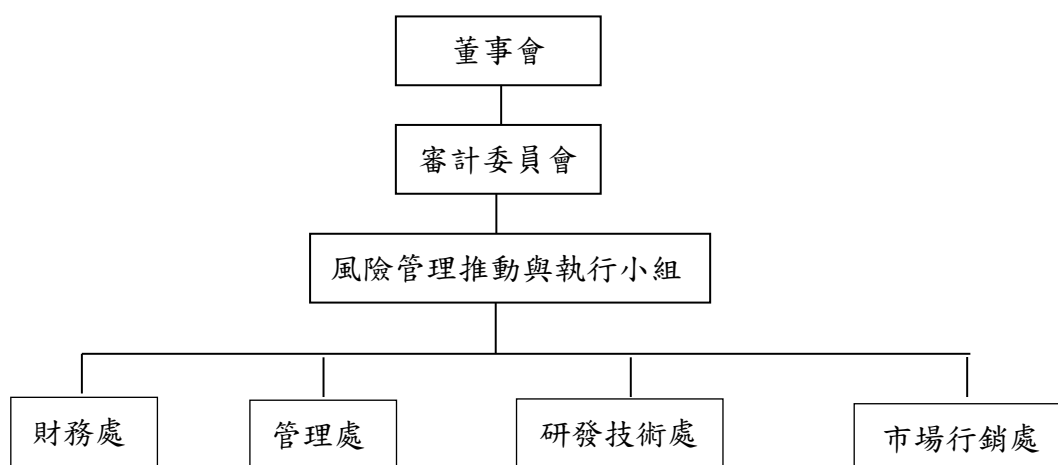 董事會
審計委員會
風險管理推動與執行小組
財務處
管理處
研發技術處
市場行銷處